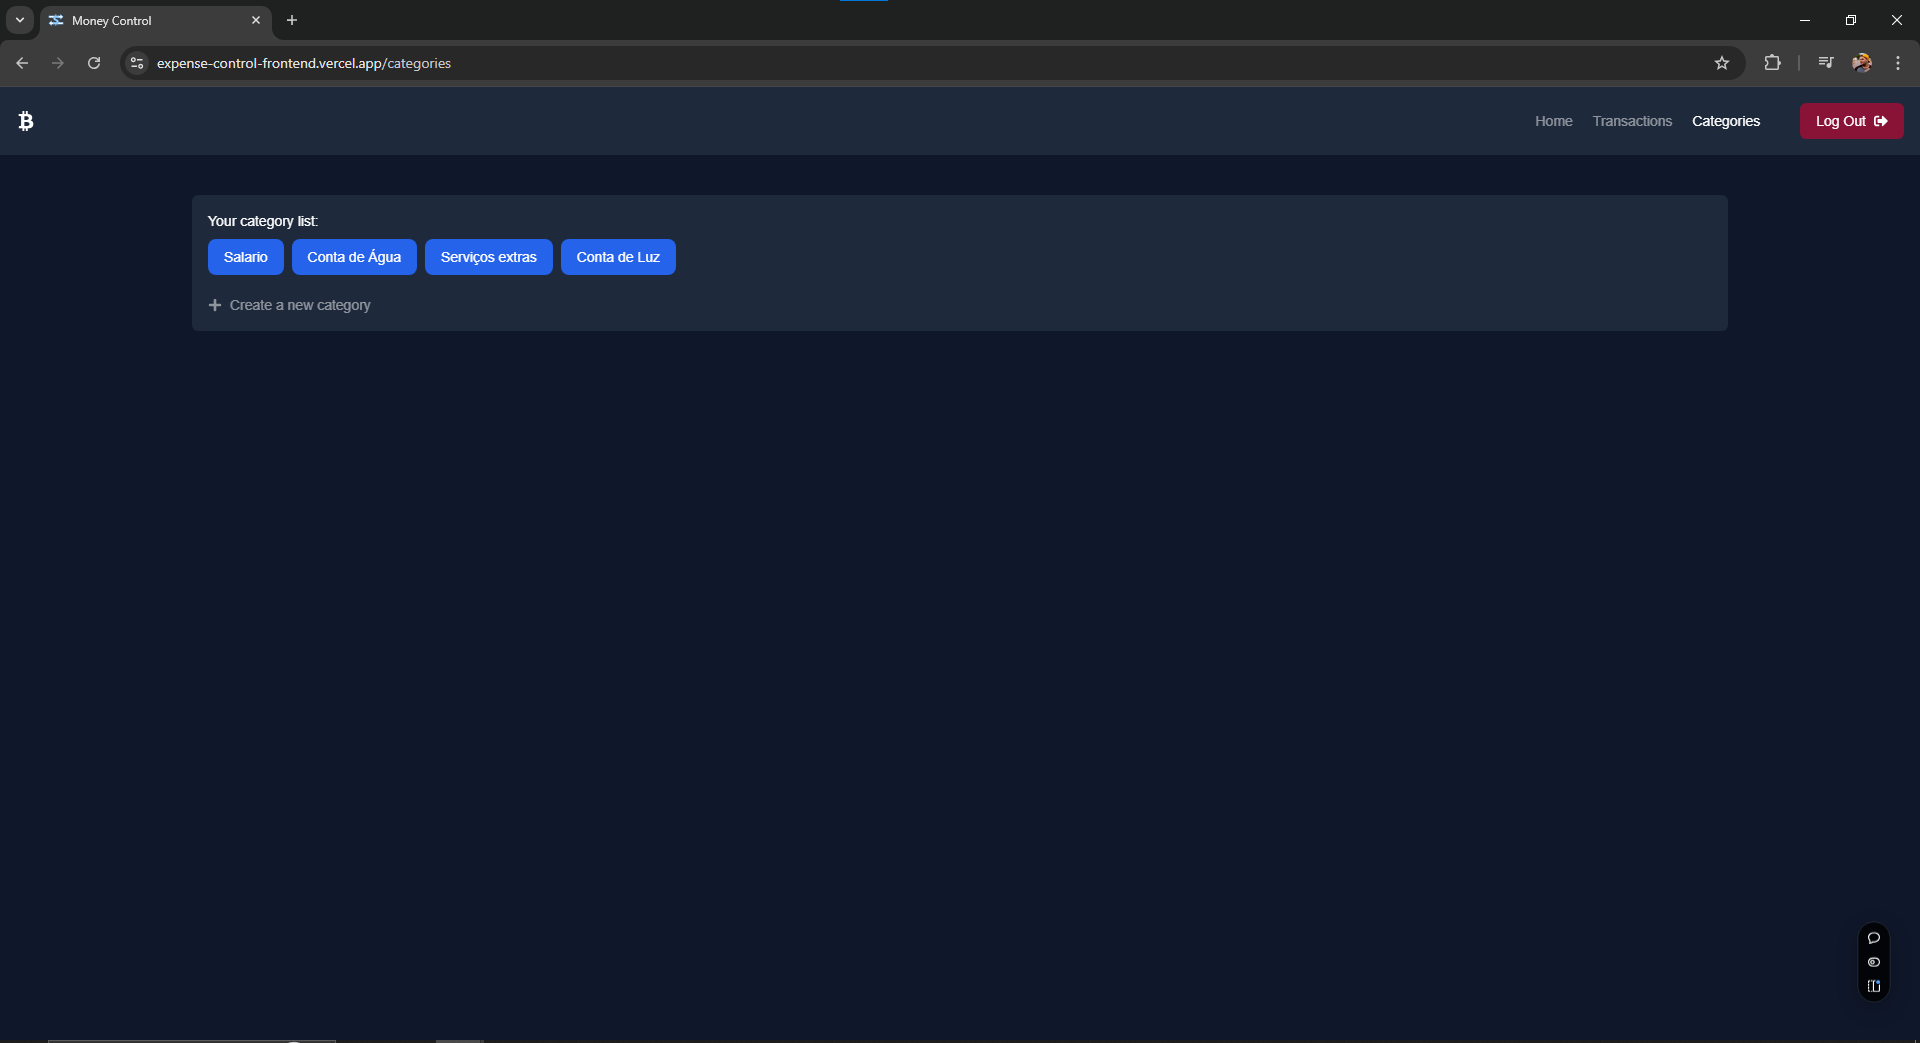 Money Control
expense-control-frontend.vercel.app/categories
Home Transactions Categories Log Out
Your category list:
Salario Conta de Água Serviços extras Conta de Luz
Create a new category